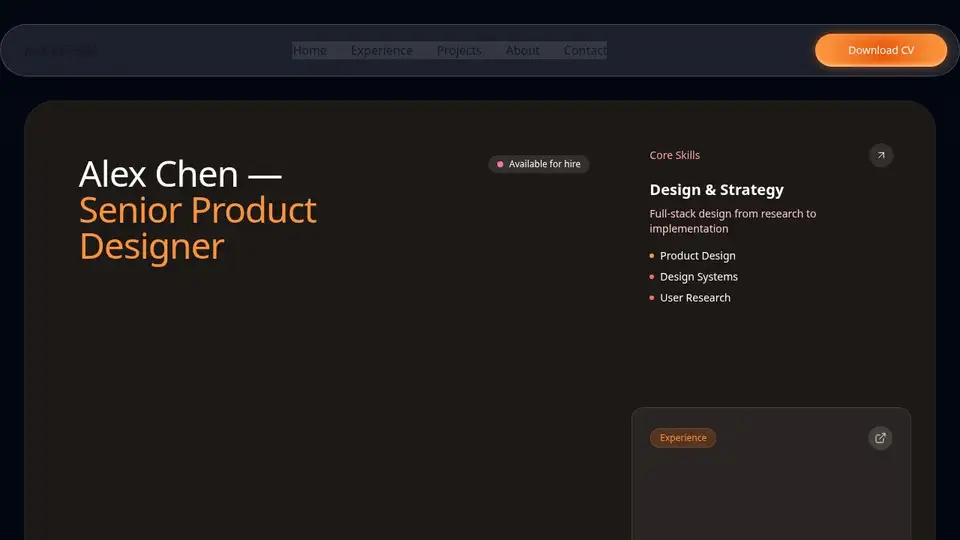 Home Experience Projects About Contact
Download CV
Alex Chen —
Senior Product
Designer
Available for hire
Core Skills
Design & Strategy
Full-stack design from research to
implementation
Product Design
Design Systems
User Research
Experience